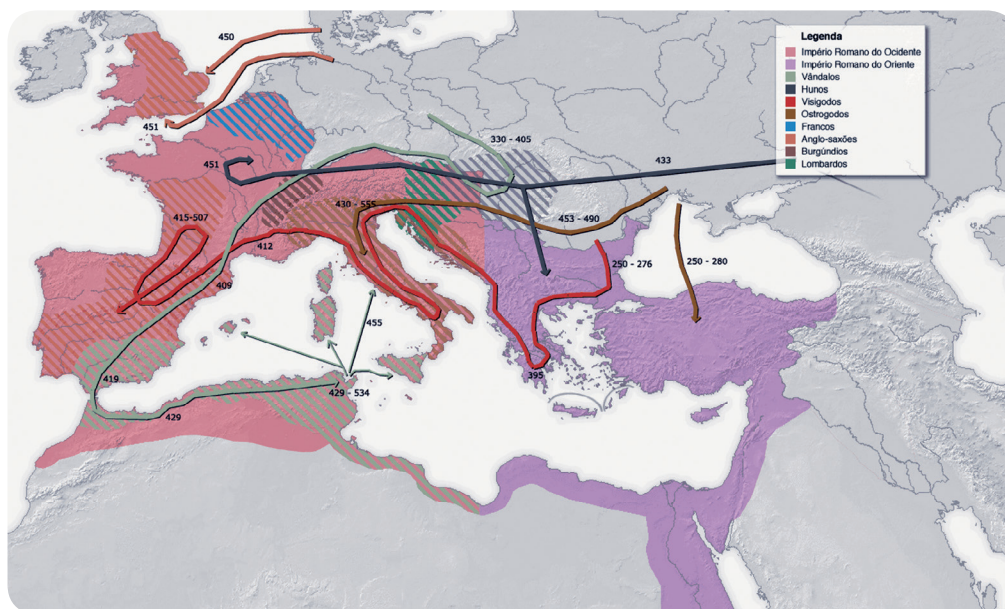 Legenda
Império Romano do Ocidente
Império Romano do Oriente
Vândalos
Hunos
Visigodos
Ostrogodos
Francos
Anglo-saxões
Burgúndios
Lombardos
450
451
451
330 - 405
433
415-507
412
430 - 555
453 - 490
250 - 276
250 - 280
409
455
395
419
429
429 - 534